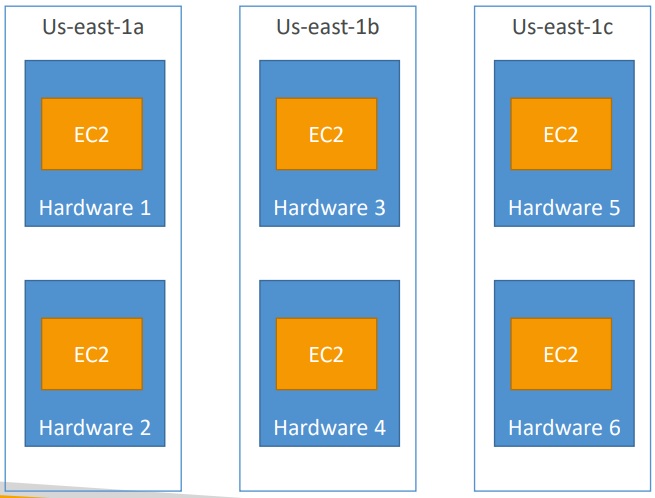 Us-east-1a
EC2
Hardware 1
EC2
Hardware 2
Us-east-1b
EC2
Hardware 3
EC2
Hardware 4
Us-east-1c
EC2
Hardware 5
EC2
Hardware 6